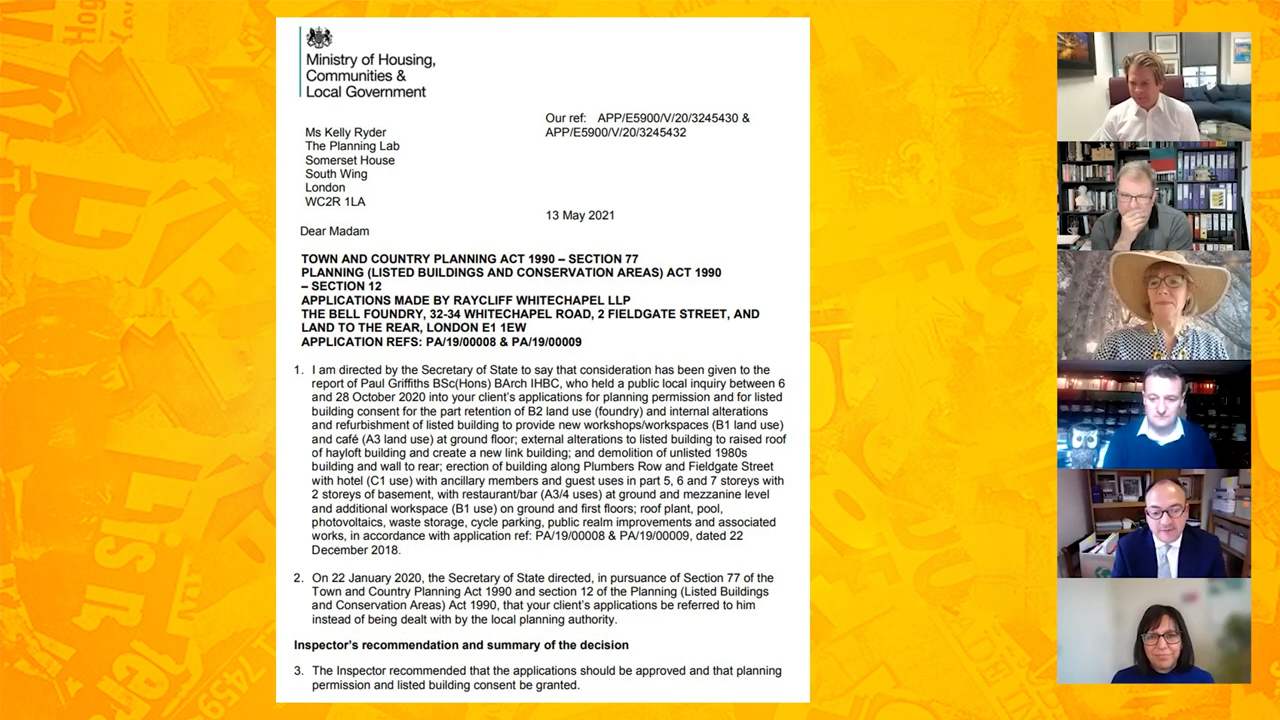 Ministry of Housing,
Communities &
Local Government
Our ref: APP/E5900/V/20/3245430 &
APP/E5900/V/20/3245432
Ms Kelly Ryder
The Planning Lab
Somerset House
South Wing
London
WC2R 1LA
13 May 2021
Dear Madam
TOWN AND COUNTRY PLANNING ACT 1990 – SECTION 77
PLANNING (LISTED BUILDINGS AND CONSERVATION AREAS) ACT 1990
– SECTION 12
APPLICATIONS MADE BY RAYCLIFF WHITECHAPEL LLP
THE BELL FOUNDRY, 32-34 WHITECHAPEL ROAD, 2 FIELDGATE STREET, AND
LAND TO THE REAR, LONDON E1 1EW
APPLICATION REFS: PA/19/00008 & PA/19/00009
1. I am directed by the Secretary of State to say that consideration has been given to the
report of Paul Griffiths BSc(Hons) BArch IHBC, who held a public local inquiry between 6
and 28 October 2020 into your client's applications for planning permission and for listed
building consent for the part retention of B2 land use (foundry) and internal alterations
and refurbishment of listed building to provide new workshops/workspaces (B1 land use)
and café (A3 land use) at ground floor; external alterations to listed building to raised roof
of hayloft building and create a new link building; and demolition of unlisted 1980s
building and wall to rear; erection of building along Plumbers Row and Fieldgate Street
with hotel (C1 use) with ancillary members and guest uses in part 5, 6 and 7 storeys with
2 storeys of basement, with restaurant/bar (A3/4 uses) at ground and mezzanine level
and additional workspace (B1 use) on ground and first floors; roof plant, pool,
photovoltaics, waste storage, cycle parking, public realm improvements and associated
works, in accordance with application ref: PA/19/00008 & PA/19/00009, dated 22
December 2018.
2. On 22 January 2020, the Secretary of State directed, in pursuance of Section 77 of the
Town and Country Planning Act 1990 and section 12 of the Planning (Listed Buildings
and Conservation Areas) Act 1990, that your client's applications be referred to him
instead of being dealt with by the local planning authority.
Inspector's recommendation and summary of the decision
3. The Inspector recommended that the applications should be approved and that planning
permission and listed building consent be granted.